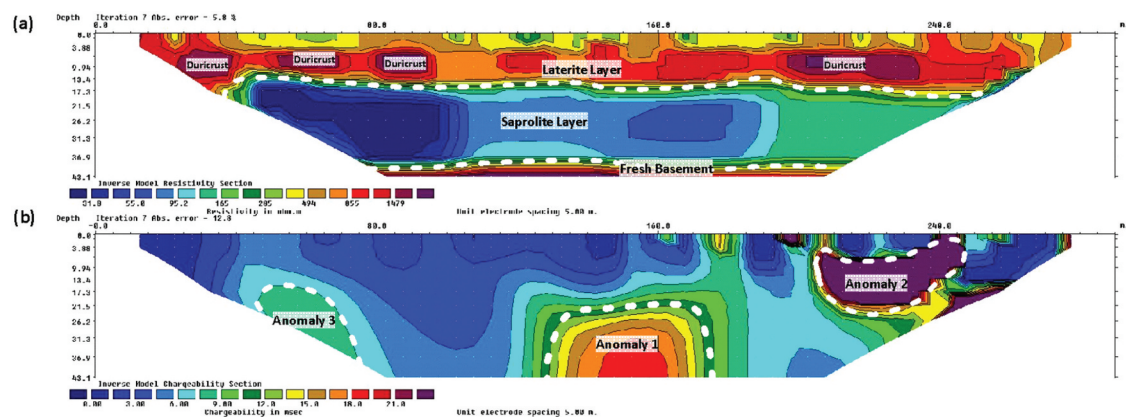 (a)
Depth Iteration 7 Abs. error - 5.8 %
0.0 80.0 160.0 240.0 m.
0.0
3.88
9.94
13.4
17.3
21.5
26.2
31.3
36.9
43.1
Duricrust Duricrust Duricrust Laterite Layer Duricrust
Saprolite Layer
Fresh Basement
Inverse Model Resistivity Section
31.8 55.0 95.2 165 285 494 855 1479
Resistivity in ohm.m Unit electrode spacing 5.00 m.
(b)
Depth Iteration 7 Abs. error - 12.8
-0.0 80.0 160.0 240.0 m
0.0
3.88
9.94
13.4
17.3
21.5
26.2
31.3
36.9
43.1
Anomaly 2
Anomaly 3
Anomaly 1
Inverse Model Chargeability Section
0.00 3.00 6.00 9.00 12.0 15.0 18.0 21.0
Chargeability in msec Unit electrode spacing 5.00 m.